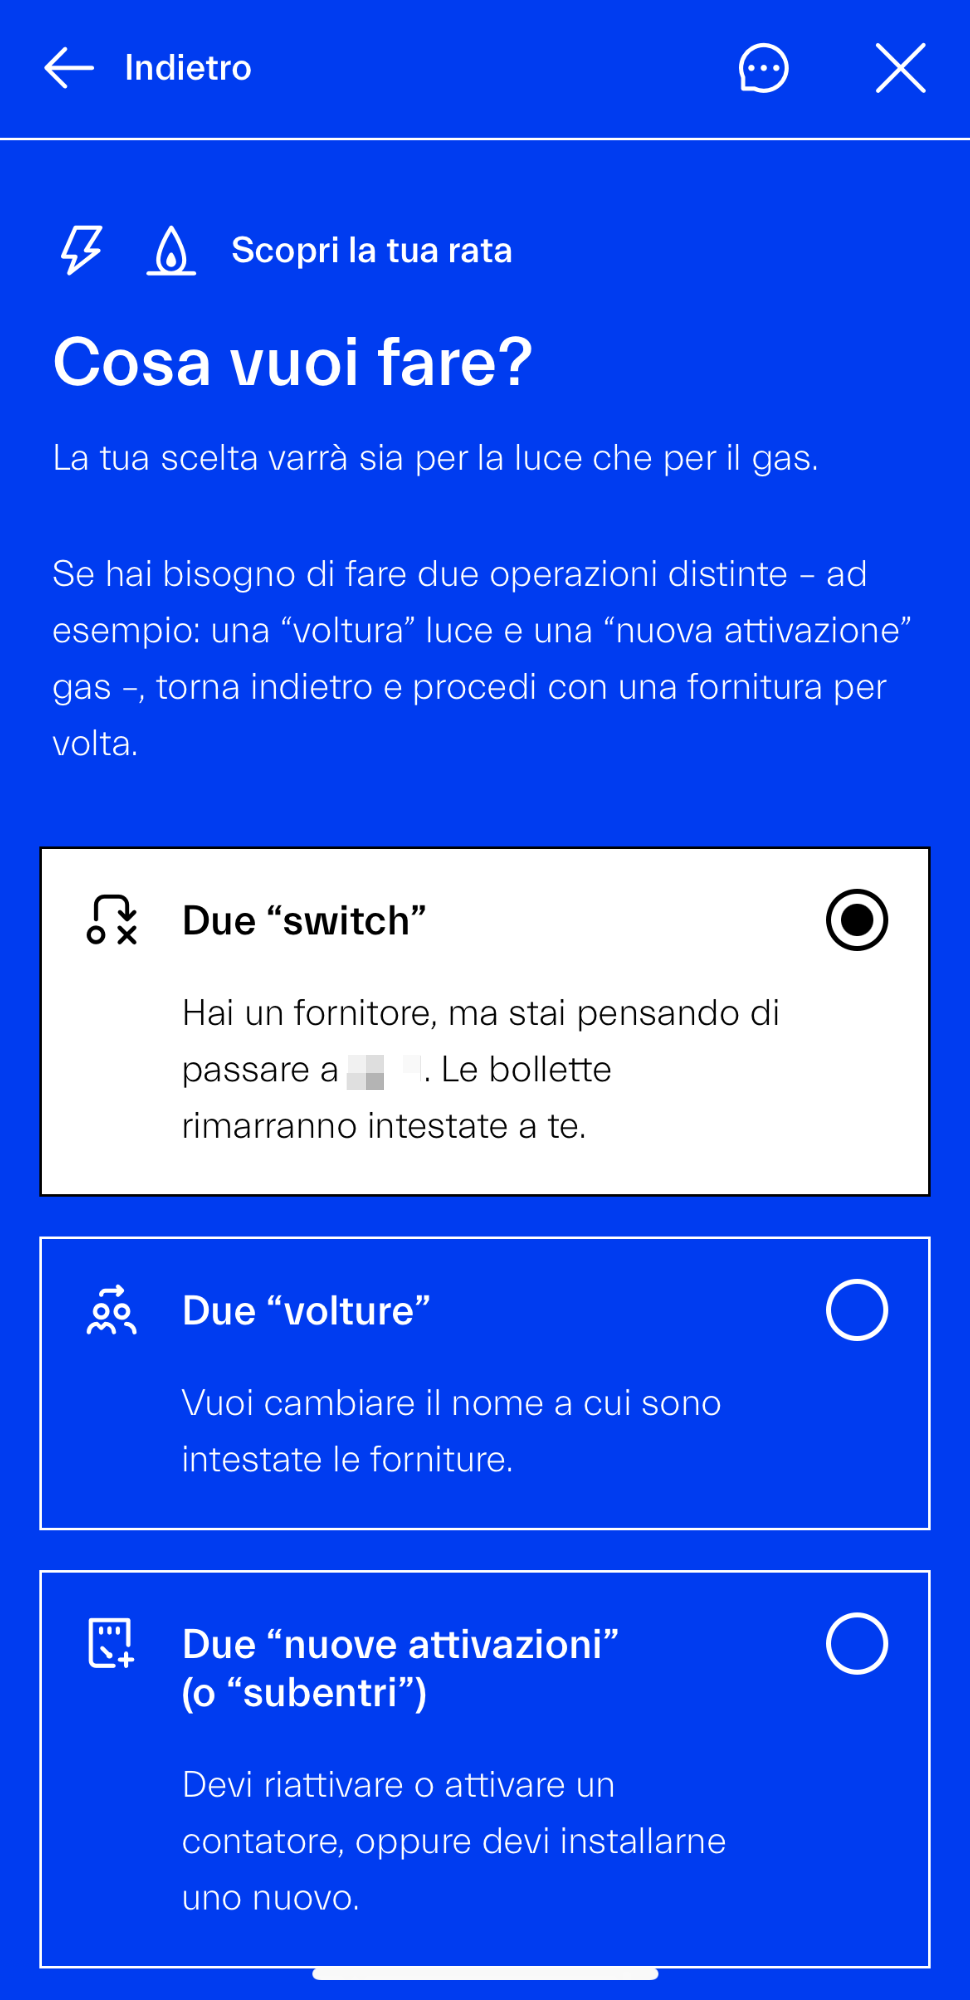 Indietro
Scopri la tua rata
Cosa vuoi fare?
La tua scelta varrà sia per la luce che per il gas.
Se hai bisogno di fare due operazioni distinte – ad
esempio: una “voltura” luce e una “nuova attivazione”
gas –, torna indietro e procedi con una fornitura per
volta.
Due “switch”
Hai un fornitore, ma stai pensando di
passare a . Le bollette
rimarranno intestate a te.
Due “volture”
Vuoi cambiare il nome a cui sono
intestate le forniture.
Due “nuove attivazioni”
(o “subentri”)
Devi riattivare o attivare un
contatore, oppure devi installarne
uno nuovo.